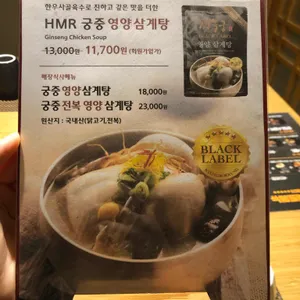 한우사골육수로 진하고 깊은 맛을 더한
HMR 궁중 영양 삼계탕
Ginseng Chicken Soup
13,000원 11,700원 (회원가입가)
매장식사메뉴
궁중 영양 삼계탕 18,000원
궁중 전복 영양 삼계탕 23,000원
원산지 : 국내산(닭고기,전복)
영양 삼계탕
BLACK
LABEL